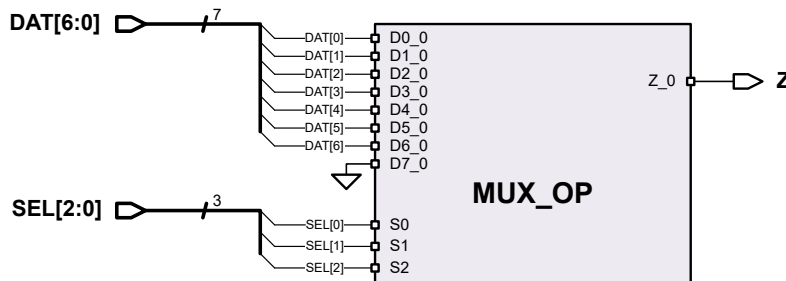 DAT[6:0]
7
DAT[0] D0_0
DAT[1] D1_0
DAT[2] D2_0
DAT[3] D3_0
DAT[4] D4_0
DAT[5] D5_0
DAT[6] D6_0
D7_0
Z_0 Z
MUX_OP
SEL[2:0]
3
SEL[0] S0
SEL[1] S1
SEL[2] S2